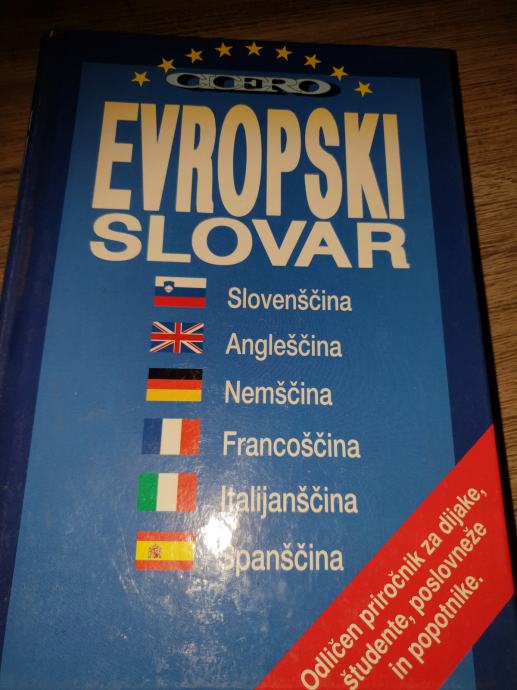 CICERO
EVROPSKI
SLOVAR
Slovenščina
Angleščina
Nemščina
Francoščina
Italijanščina
Španščina
Odličen priročnik za dijake,
študente, poslovneže
in popotnike.